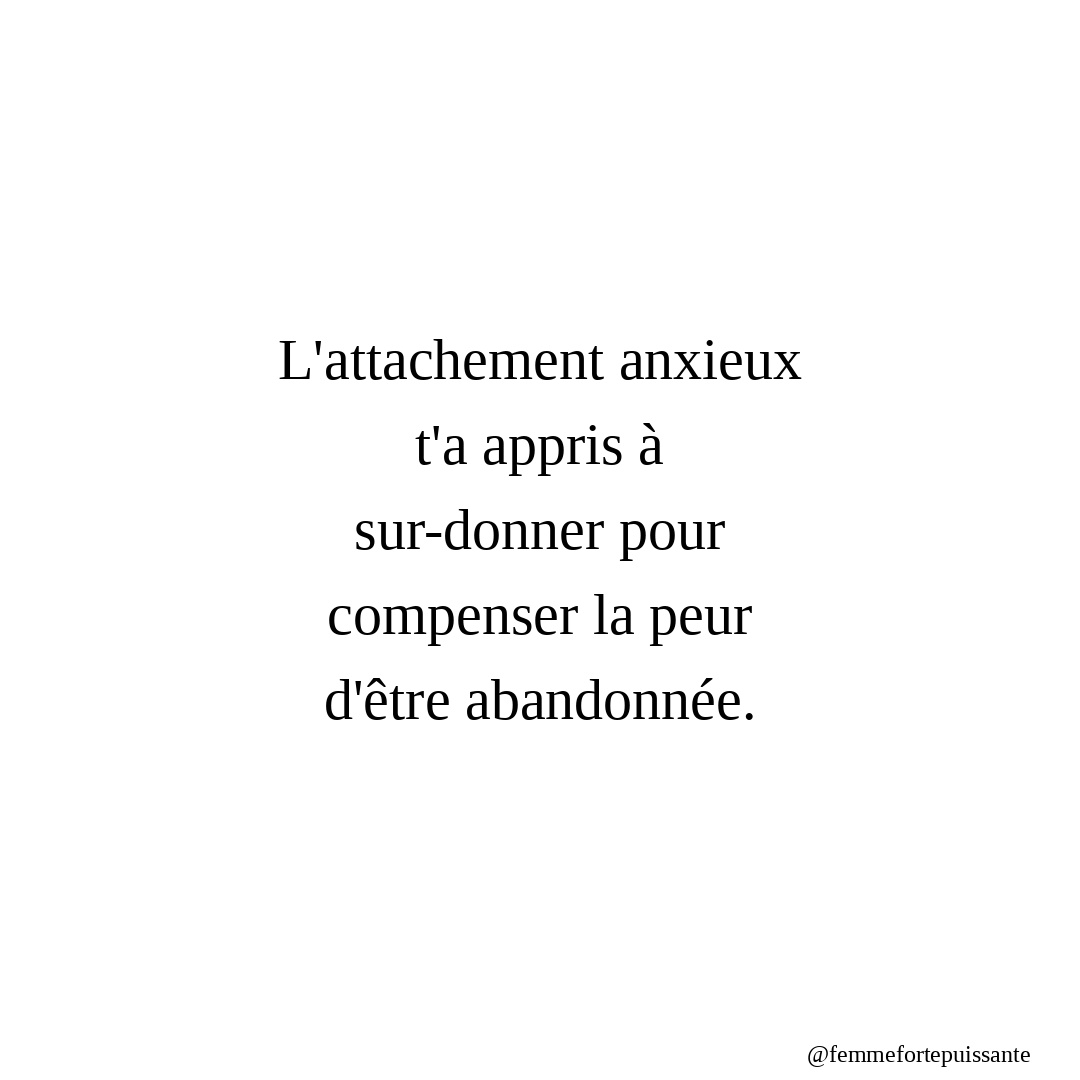 L'attachement anxieux
t'a appris à
sur-donner pour
compenser la peur
d'être abandonnée.
@femmefortepuissante